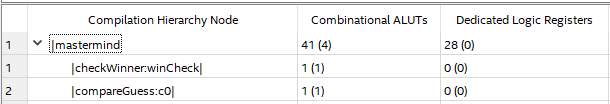 Compilation Hierarchy Node Combinational ALUTs Dedicated Logic Registers
1 |mastermind 41 (4) 28 (0)
1 |checkWinner:winCheck| 1 (1) 0 (0)
2 |compareGuess:c0| 1 (1) 0 (0)